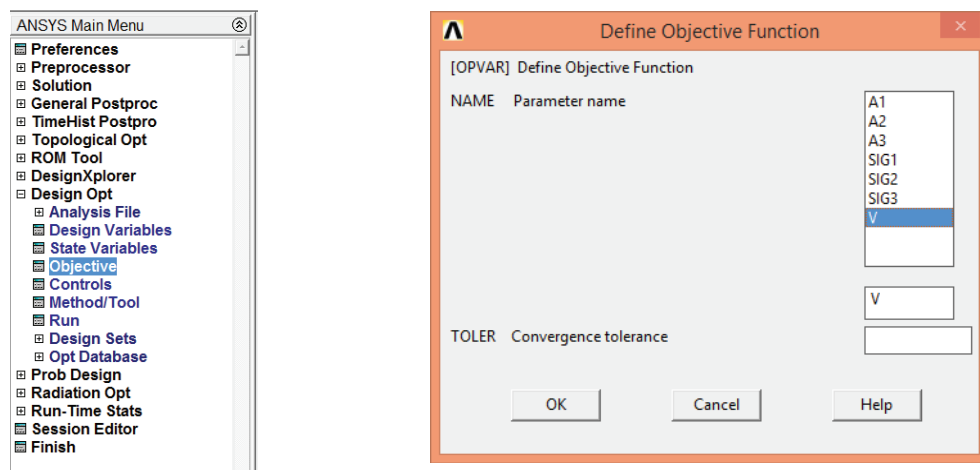 ANSYS Main Menu
Preferences
Preprocessor
Solution
General Postproc
TimeHist Postpro
Topological Opt
ROM Tool
DesignXplorer
Design Opt
Analysis File
Design Variables
State Variables
Objective
Controls
Method/Tool
Run
Design Sets
Opt Database
Prob Design
Radiation Opt
Run-Time Stats
Session Editor
Finish
Define Objective Function
[OPVAR] Define Objective Function
NAME Parameter name
A1
A2
A3
SIG1
SIG2
SIG3
V
V
TOLER Convergence tolerance
OK Cancel Help